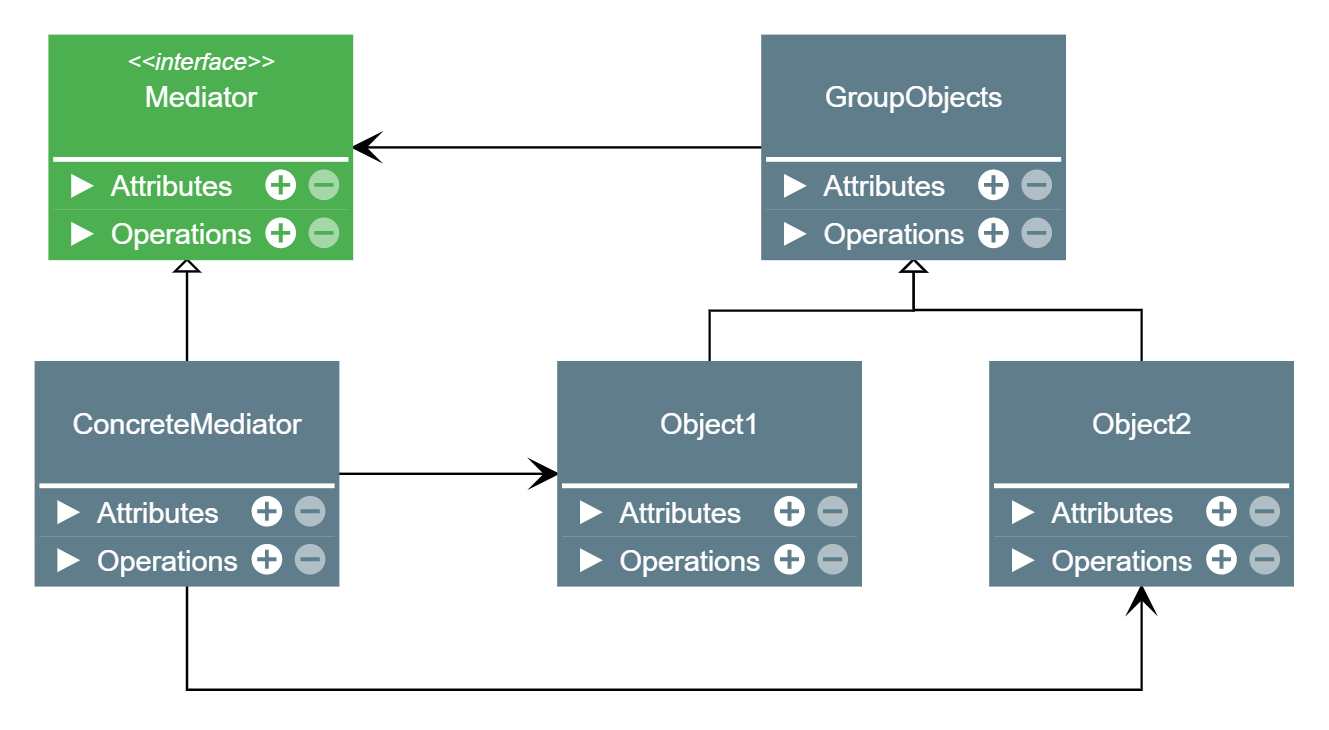 <<interface>>
Mediator
Attributes
Operations
GroupObjects
Attributes
Operations
ConcreteMediator
Attributes
Operations
Object1
Attributes
Operations
Object2
Attributes
Operations